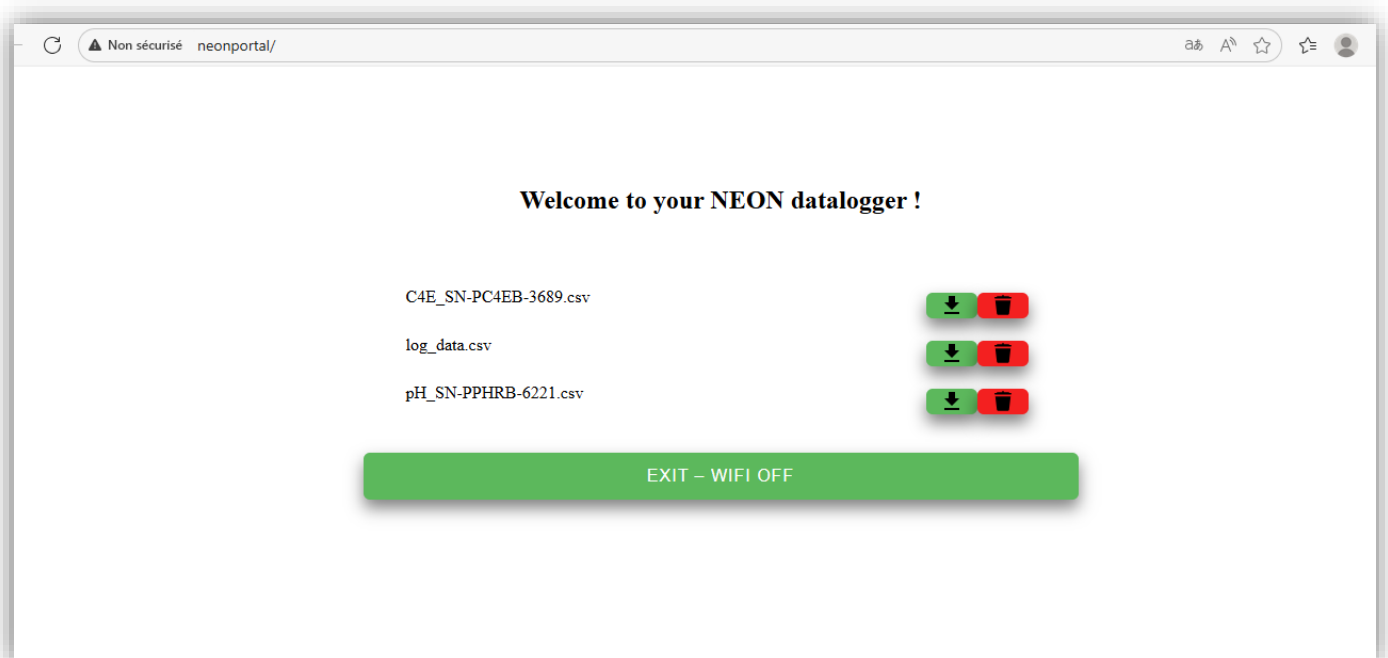 Non sécurisé neonportal/
Welcome to your NEON datalogger !
C4E_SN-PC4EB-3689.csv
log_data.csv
pH_SN-PPHRB-6221.csv
EXIT – WIFI OFF